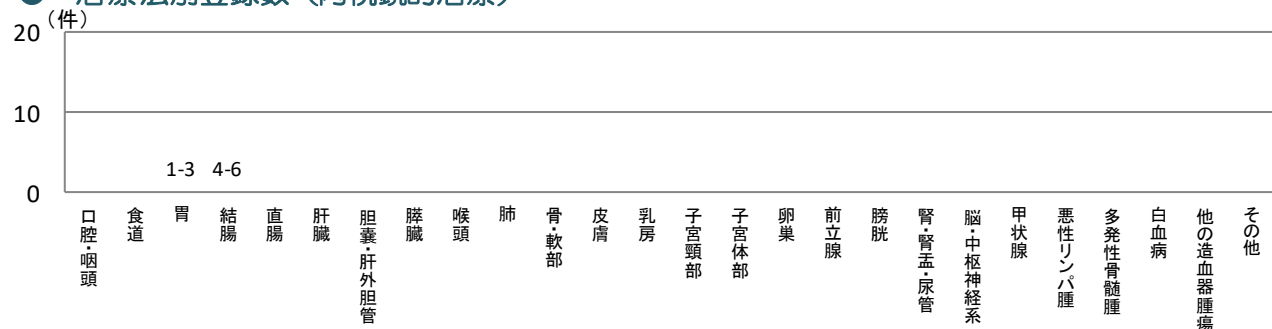 ● 治療法別登録数（内視鏡的治療）
（件）
20
10
0
1-3 4-6
口腔・咽頭
食道
胃
結腸
直腸
肝臓
胆嚢・肝外胆管
膵臓
喉頭
肺
骨・軟部
皮膚
乳房
子宮頸部
子宮体部
卵巣
前立腺
膀胱
腎・腎盂・尿管
脳・中枢神経系
甲状腺
悪性リンパ腫
多発性骨髄腫
白血病
他の造血器腫瘍
その他